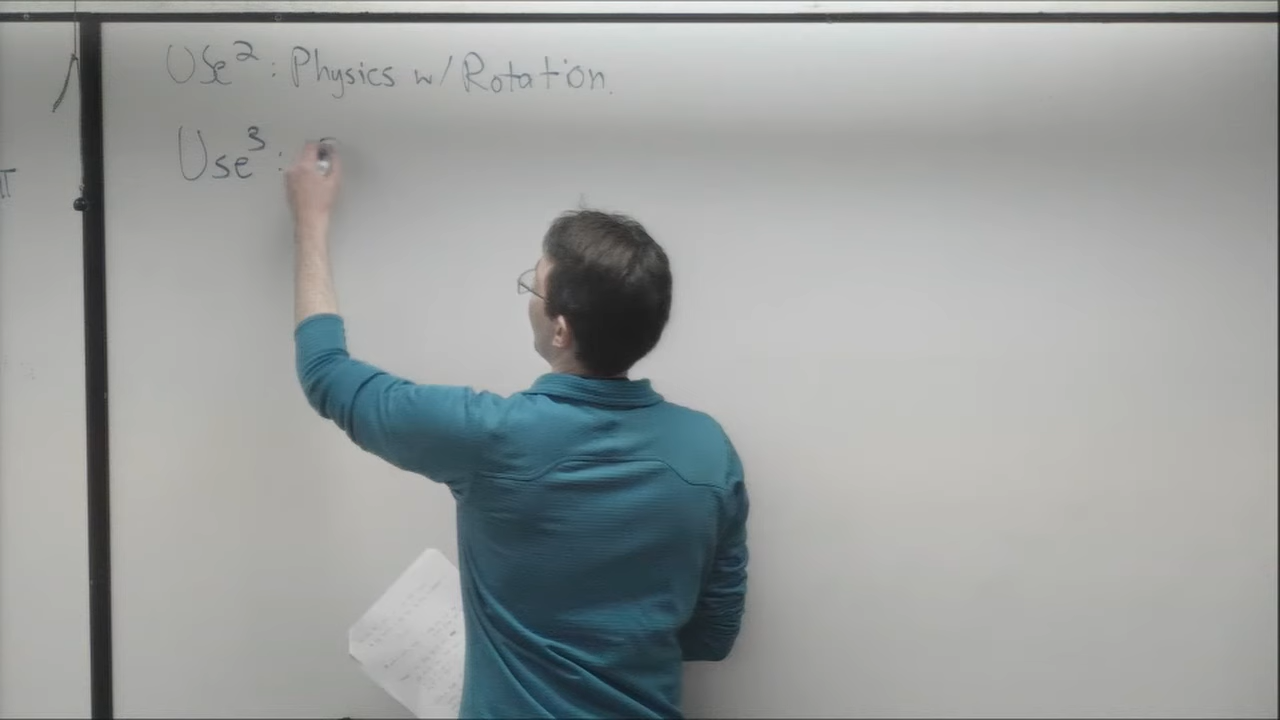 Use²: Physics w/ Rotation.
Use³:
π